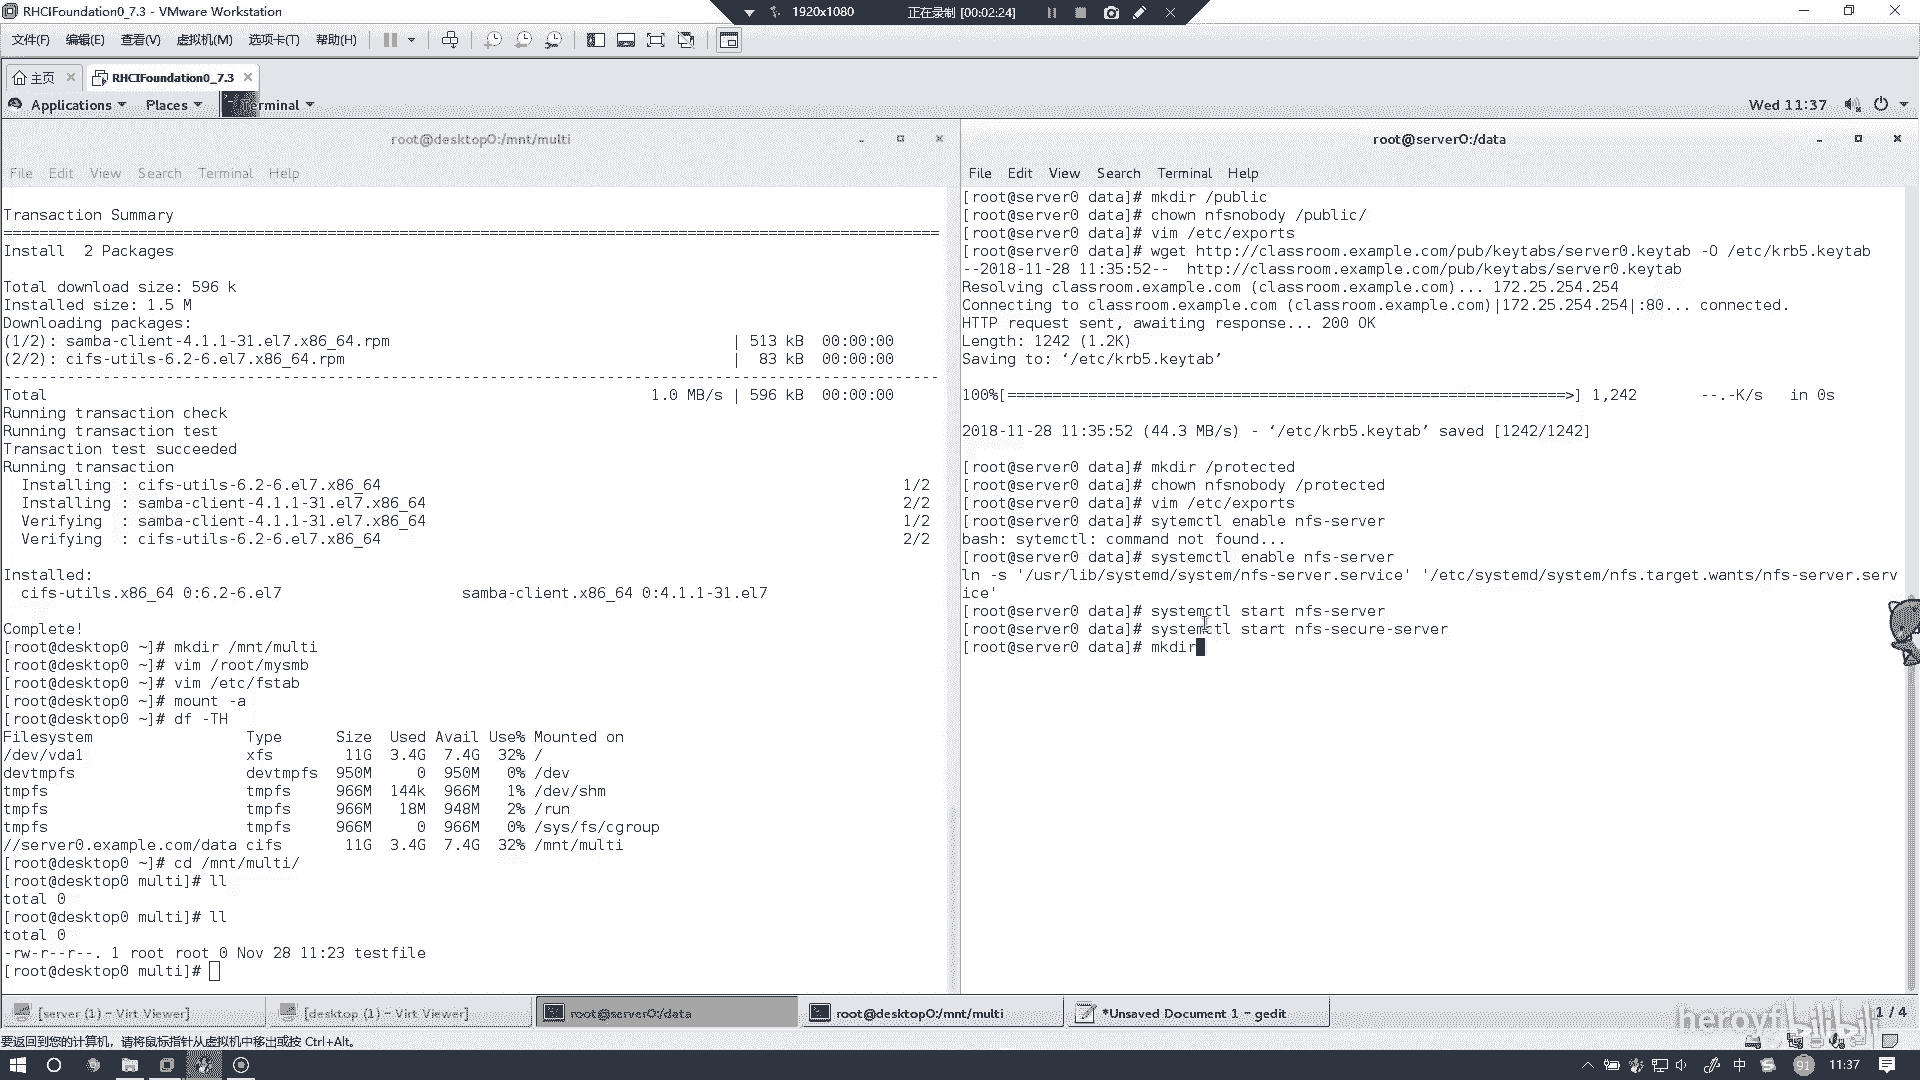 RHCIFoundation0_7.3 - VMware Workstation
1920x1080
正在录制 [00:02:24]
文件(F) 编辑(E) 查看(V) 虚拟机(M) 选项卡(T) 帮助(H)
主页
RHCIFoundation0_7.3
Applications Places Terminal
Wed 11:37
root@desktop0:/mnt/multi
File Edit View Search Terminal Help
Transaction Summary
================================================================================
Install  2 Packages
Total download size: 596 k
Installed size: 1.5 M
Downloading packages:
(1/2): samba-client-4.1.1-31.el7.x86_64.rpm | 513 kB  00:00:00
(2/2): cifs-utils-6.2-6.el7.x86_64.rpm |  83 kB  00:00:00
--------------------------------------------------------------------------------
Total 1.0 MB/s | 596 kB  00:00:00
Running transaction check
Running transaction test
Transaction test succeeded
Running transaction
Installing : cifs-utils-6.2-6.el7.x86_64 1/2
Installing : samba-client-4.1.1-31.el7.x86_64 2/2
Verifying  : samba-client-4.1.1-31.el7.x86_64 1/2
Verifying  : cifs-utils-6.2-6.el7.x86_64 2/2
Installed:
cifs-utils.x86_64 0:6.2-6.el7 samba-client.x86_64 0:4.1.1-31.el7
Complete!
[root@desktop0 ~]# mkdir /mnt/multi
[root@desktop0 ~]# vim /root/mysmb
[root@desktop0 ~]# vim /etc/fstab
[root@desktop0 ~]# mount -a
[root@desktop0 ~]# df -TH
Filesystem Type Size Used Avail Use% Mounted on
/dev/vda1 xfs 11G 3.4G 7.4G 32% /
devtmpfs devtmpfs 950M 0 950M 0% /dev
tmpfs tmpfs 966M 144k 966M 1% /dev/shm
tmpfs tmpfs 966M 18M 948M 2% /run
tmpfs tmpfs 966M 0 966M 0% /sys/fs/cgroup
//server0.example.com/data cifs 11G 3.4G 7.4G 32% /mnt/multi
[root@desktop0 ~]# cd /mnt/multi/
[root@desktop0 multi]# ll
total 0
[root@desktop0 multi]# ll
total 0
-rw-r--r--. 1 root root 0 Nov 28 11:23 testfile
[root@desktop0 multi]#
root@server0:/data
File Edit View Search Terminal Help
[root@server0 data]# mkdir /public
[root@server0 data]# chown nfsnobody /public/
[root@server0 data]# vim /etc/exports
[root@server0 data]# wget http://classroom.example.com/pub/keytabs/server0.keytab -O /etc/krb5.keytab
--2018-11-28 11:35:52--  http://classroom.example.com/pub/keytabs/server0.keytab
Resolving classroom.example.com (classroom.example.com)... 172.25.254.254
Connecting to classroom.example.com (classroom.example.com)|172.25.254.254|:80... connected.
HTTP request sent, awaiting response... 200 OK
Length: 1242 (1.2K)
Saving to: ‘/etc/krb5.keytab’
100%[==============================================================>] 1,242 --.-K/s in 0s
2018-11-28 11:35:52 (44.3 MB/s) - ‘/etc/krb5.keytab’ saved [1242/1242]
[root@server0 data]# mkdir /protected
[root@server0 data]# chown nfsnobody /protected
[root@server0 data]# vim /etc/exports
[root@server0 data]# sytemctl enable nfs-server
bash: sytemctl: command not found...
[root@server0 data]# systemctl enable nfs-server
ln -s '/usr/lib/systemd/system/nfs-server.service' '/etc/systemd/system/nfs.target.wants/nfs-server.serv
ice'
[root@server0 data]# systemctl start nfs-server
[root@server0 data]# systemctl start nfs-secure-server
[root@server0 data]# mkdir
[server (1) – Virt Viewer]
[desktop (1) – Virt Viewer]
root@server0:/data
root@desktop0:/mnt/multi
*Unsaved Document 1 – gedit
1 / 4
bilibili
要返回到您的计算机，请将鼠标指针从虚拟机中移出或按 Ctrl+Alt。
中
91
11:37